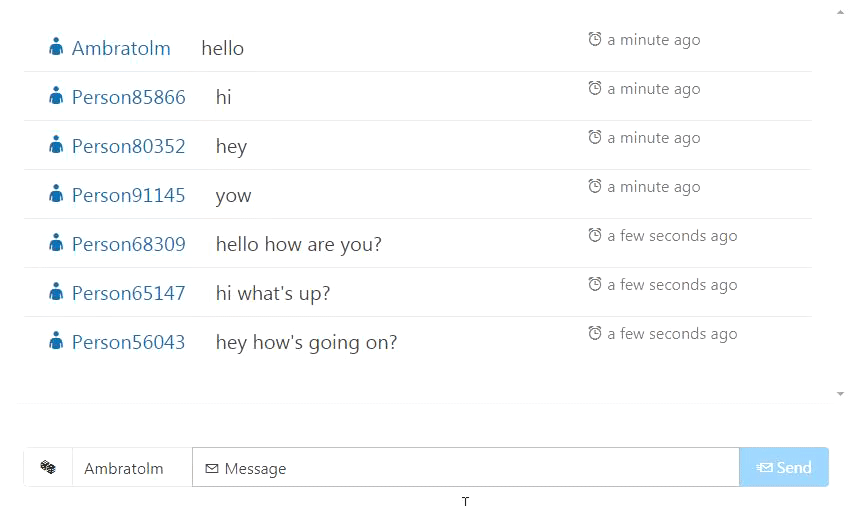 Ambratolm hello a minute ago
Person85866 hi a minute ago
Person80352 hey a minute ago
Person91145 yow a minute ago
Person68309 hello how are you? a few seconds ago
Person65147 hi what's up? a few seconds ago
Person56043 hey how's going on? a few seconds ago
Ambratolm Message Send